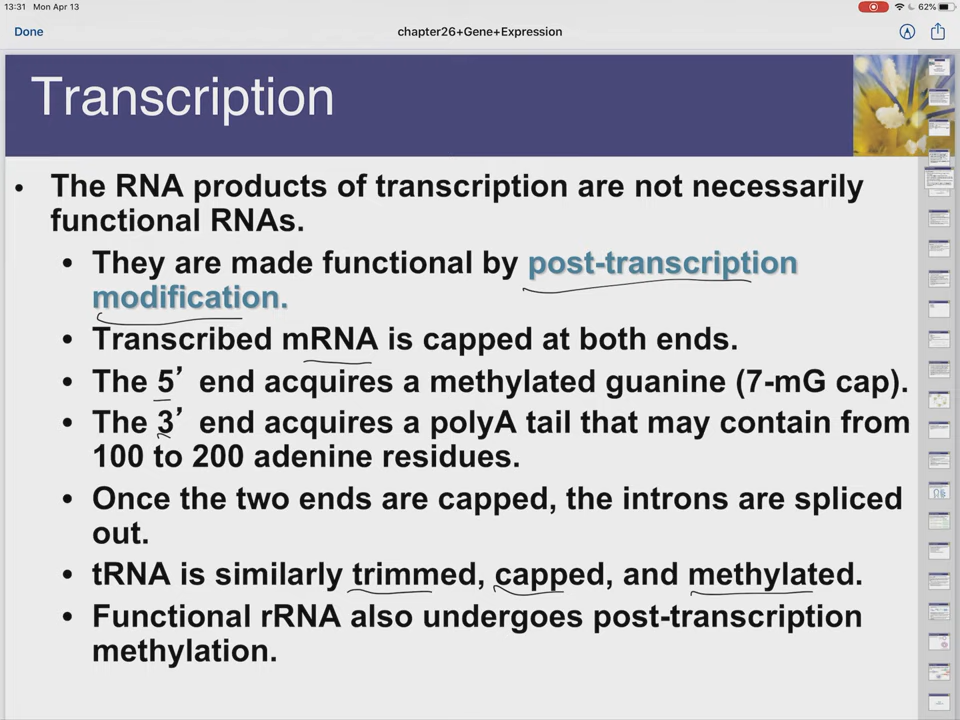 13:31 Mon Apr 13
62%
Done
chapter26+Gene+Expression
Transcription
• The RNA products of transcription are not necessarily
functional RNAs.
• They are made functional by post-transcription
modification.
• Transcribed mRNA is capped at both ends.
• The 5’ end acquires a methylated guanine (7-mG cap).
• The 3’ end acquires a polyA tail that may contain from
100 to 200 adenine residues.
• Once the two ends are capped, the introns are spliced
out.
• tRNA is similarly trimmed, capped, and methylated.
• Functional rRNA also undergoes post-transcription
methylation.